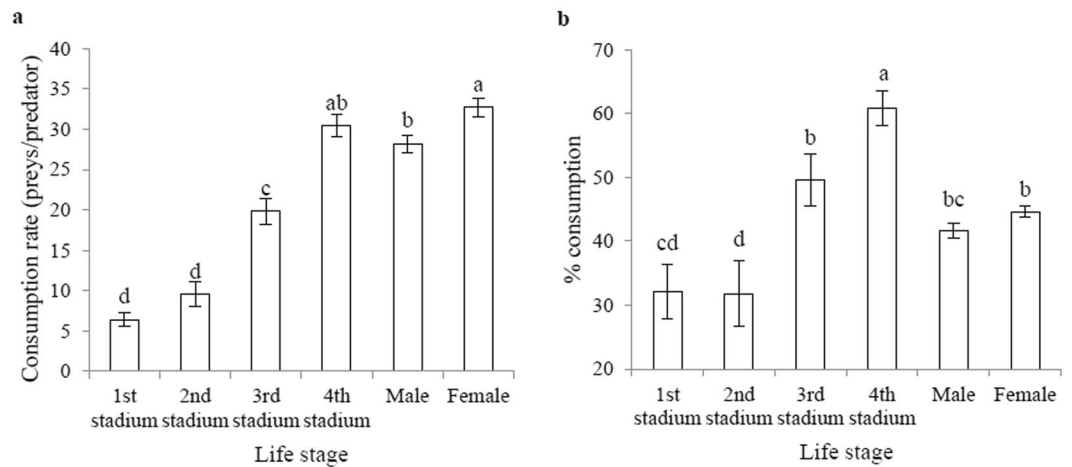 a
Consumption rate (preys/predator)
40
35
30
25
20
15
10
5
0
d
d
c
ab
b
a
1st
stadium
2nd
stadium
3rd
stadium
4th
stadium
Male
Female
Life stage
b
% consumption
70
60
50
40
30
20
cd
d
b
a
bc
b
1st
stadium
2nd
stadium
3rd
stadium
4th
stadium
Male
Female
Life stage